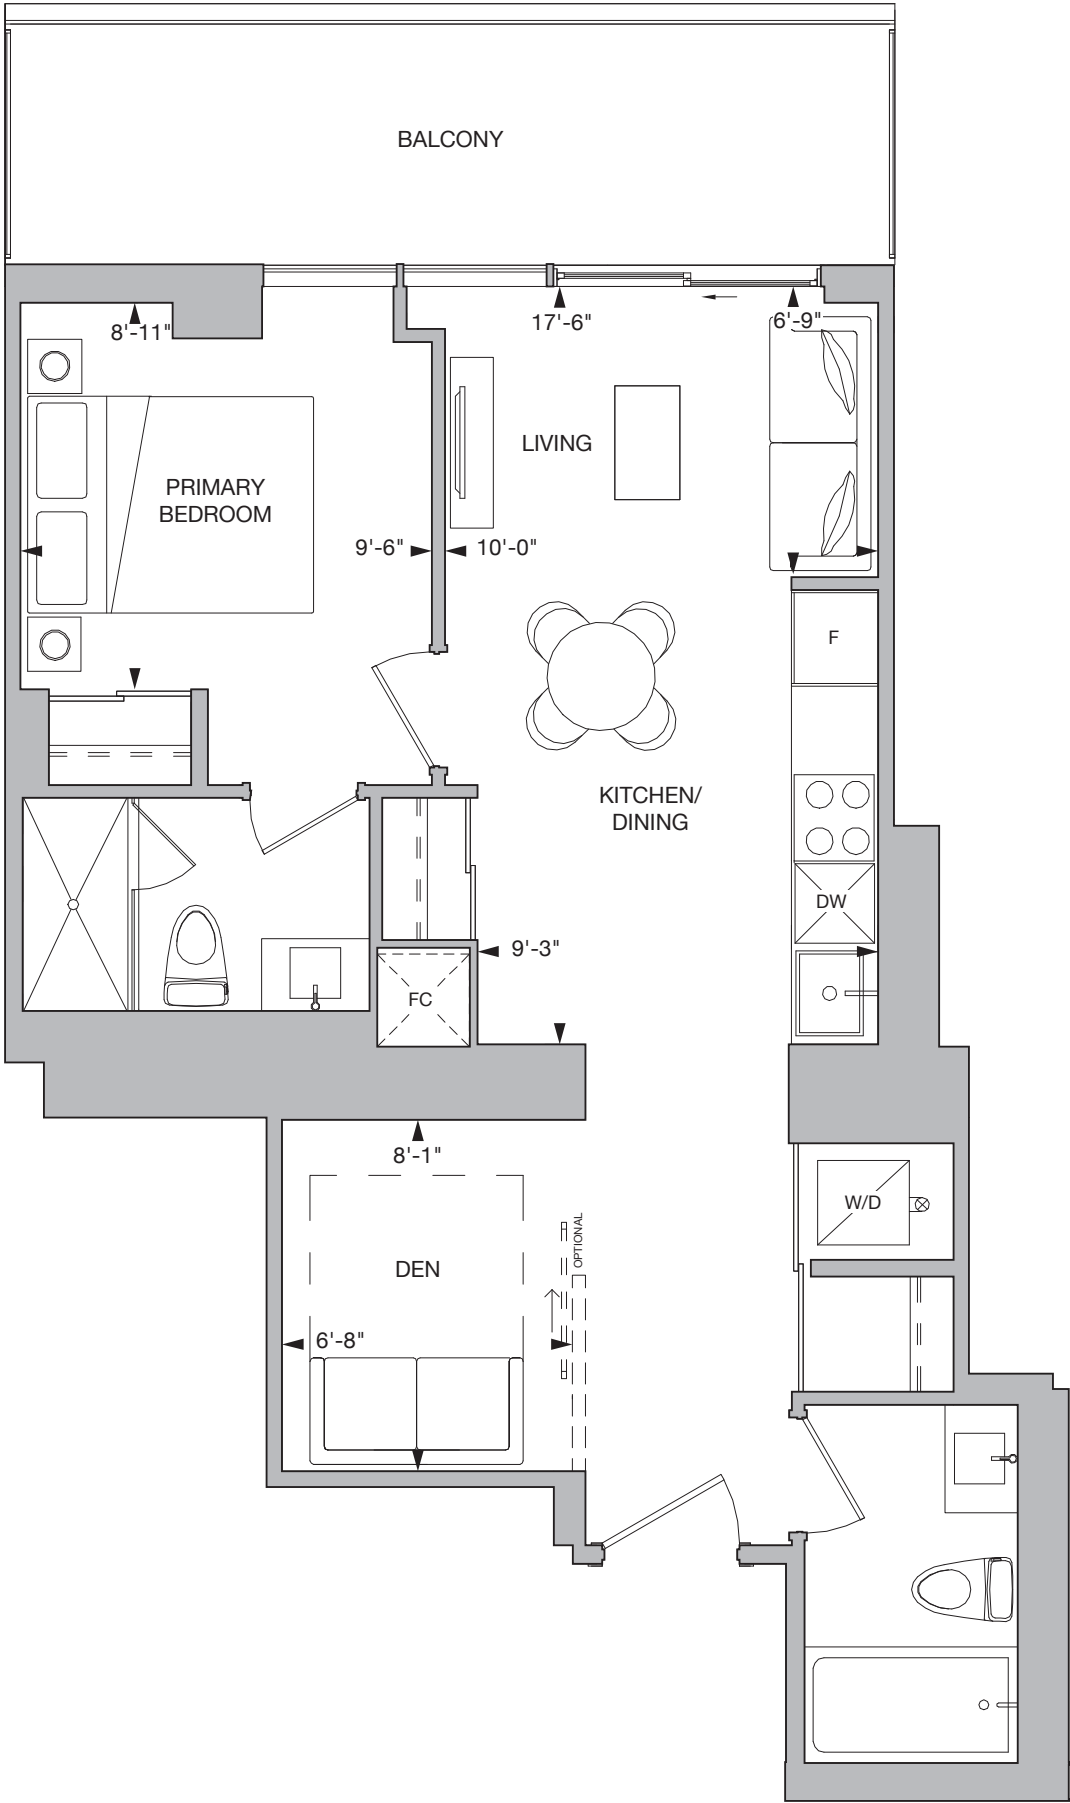 BALCONY
8'-11"
17'-6"
6'-9"
LIVING
PRIMARY
BEDROOM
9'-6"
10'-0"
F
KITCHEN/
DINING
DW
9'-3"
FC
8'-1"
W/D
OPTIONAL
DEN
6'-8"